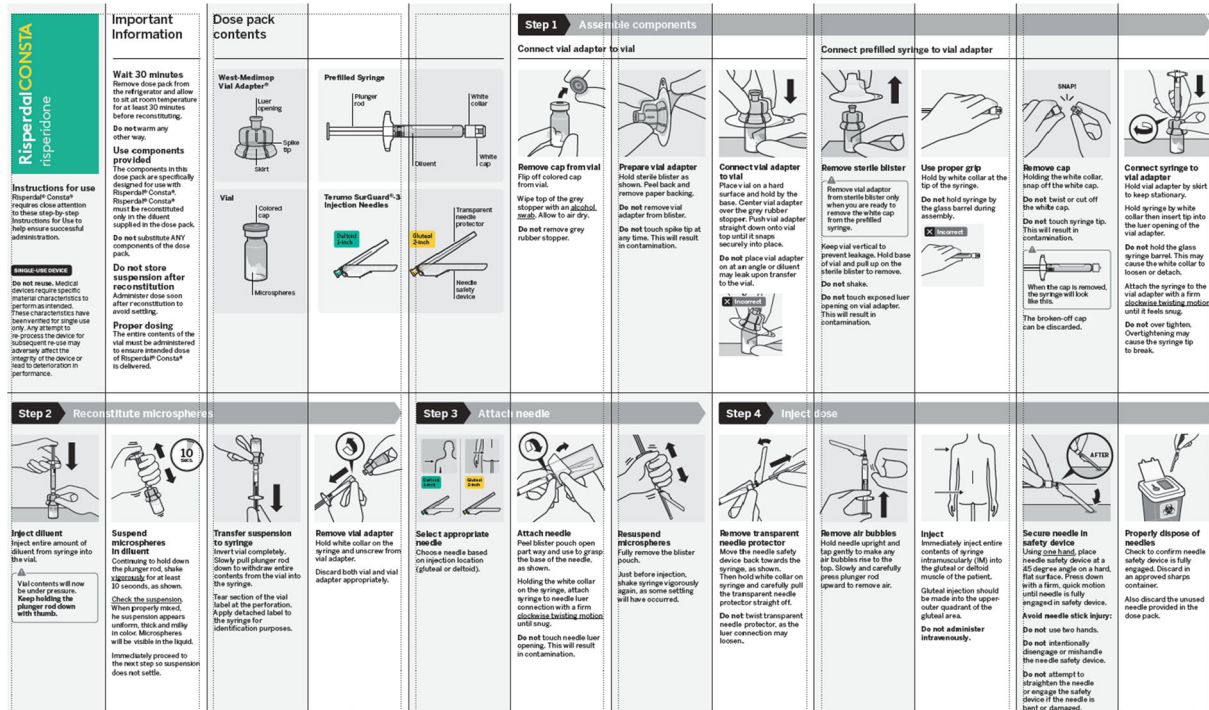 Risperdal CONSTA
risperidone
Instructions for use
Risperdal® Consta®
requires close attention
to these step-by-step
Instructions for Use to
help ensure successful
administration.
SINGLE-USE DEVICE
Do not reuse. Medical
devices require specific
material characteristics to
perform as intended.
These characteristics have
been verified for single use
only. Any attempt to
re-process the device for
subsequent re-use may
adversely affect the
integrity of the device or
lead to deterioration in
performance.
Important
Information
Wait 30 minutes
Remove dose pack from
the refrigerator and allow
to sit at room temperature
for at least 30 minutes
before reconstituting.
Do not warm any
other way.
Use components
provided
The components in this
dose pack are specifically
designed for use with
Risperdal® Consta®.
Risperdal® Consta®
must be reconstituted
only in the diluent
supplied in the dose pack.
Do not substitute ANY
components of the dose
pack.
Do not store
suspension after
reconstitution
Administer dose soon
after reconstitution to
avoid settling.
Proper dosing
The entire contents of the
vial must be administered
to ensure intended dose
of Risperdal® Consta®
is delivered.
Dose pack
contents
West-Medimop
Vial Adapter®
Luer
opening
Spike
tip
Skirt
Prefilled Syringe
Plunger
rod
White
collar
Diluent
White
cap
Vial
Colored
cap
Microspheres
Terumo SurGuard®-3
Injection Needles
Deltoid
1-inch
Gluteal
2-inch
Transparent
needle
protector
Needle
safety
device
Step 1
Assemble components
Connect vial adapter to vial
Remove cap from vial
Flip off colored cap
from vial.
Wipe top of the grey
stopper with an alcohol
swab. Allow to air dry.
Do not remove grey
rubber stopper.
Prepare vial adapter
Hold sterile blister as
shown. Peel back and
remove paper backing.
Do not remove vial
adapter from blister.
Do not touch spike tip at
any time. This will result
in contamination.
Connect vial adapter
to vial
Place vial on a hard
surface and hold by the
base. Center vial adapter
over the grey rubber
stopper. Push vial adapter
straight down onto vial
top until it snaps
securely into place.
Do not place vial adapter
on at an angle or diluent
may leak upon transfer
to the vial.
Incorrect
Connect prefilled syringe to vial adapter
Remove sterile blister
Remove vial adaptor
from sterile blister only
when you are ready to
remove the white cap
from the prefilled
syringe.
Keep vial vertical to
prevent leakage. Hold base
of vial and pull up on the
sterile blister to remove.
Do not shake.
Do not touch exposed luer
opening on vial adapter.
This will result in
contamination.
Use proper grip
Hold by white collar at the
tip of the syringe.
Do not hold syringe by
the glass barrel during
assembly.
Incorrect
SNAP!
Remove cap
Holding the white collar,
snap off the white cap.
Do not twist or cut off
the white cap.
Do not touch syringe tip.
This will result in
contamination.
When the cap is removed,
the syringe will look
like this.
The broken-off cap
can be discarded.
Connect syringe to
vial adapter
Hold vial adapter by skirt
to keep stationary.
Hold syringe by white
collar then insert tip into
the luer opening of the
vial adapter.
Do not hold the glass
syringe barrel. This may
cause the white collar to
loosen or detach.
Attach the syringe to the
vial adapter with a firm
clockwise twisting motion
until it feels snug.
Do not over tighten.
Overtightening may
cause the syringe tip
to break.
Step 2
Reconstitute microspheres
Inject diluent
Inject entire amount of
diluent from syringe into
the vial.
Vial contents will now
be under pressure.
Keep holding the
plunger rod down
with thumb.
10
SECS.
Suspend
microspheres
in diluent
Continuing to hold down
the plunger rod, shake
vigorously for at least
10 seconds, as shown.
Check the suspension.
When properly mixed,
he suspension appears
uniform, thick and milky
in color. Microspheres
will be visible in the liquid.
Immediately proceed to
the next step so suspension
does not settle.
Transfer suspension
to syringe
Invert vial completely.
Slowly pull plunger rod
down to withdraw entire
contents from the vial into
the syringe.
Tear section of the vial
label at the perforation.
Apply detached label to
the syringe for
identification purposes.
Remove vial adapter
Hold white collar on the
syringe and unscrew from
vial adapter.
Discard both vial and vial
adapter appropriately.
Step 3
Attach needle
Deltoid
1-inch
Gluteal
2-inch
Select appropriate
needle
Choose needle based
on injection location
(gluteal or deltoid).
Attach needle
Peel blister pouch open
part way and use to grasp
the base of the needle,
as shown.
Holding the white collar
on the syringe, attach
syringe to needle luer
connection with a firm
clockwise twisting motion
until snug.
Do not touch needle luer
opening. This will result
in contamination.
Resuspend
microspheres
Fully remove the blister
pouch.
Just before injection,
shake syringe vigorously
again, as some settling
will have occurred.
Step 4
Inject dose
Remove transparent
needle protector
Move the needle safety
device back towards the
syringe, as shown.
Then hold white collar on
syringe and carefully pull
the transparent needle
protector straight off.
Do not twist transparent
needle protector, as the
luer connection may
loosen.
Remove air bubbles
Hold needle upright and
tap gently to make any
air bubbles rise to the
top. Slowly and carefully
press plunger rod
upward to remove air.
Inject
Immediately inject entire
contents of syringe
intramuscularly (IM) into
the gluteal or deltoid
muscle of the patient.
Gluteal injection should
be made into the upper-
outer quadrant of the
gluteal area.
Do not administer
intravenously.
AFTER
Secure needle in
safety device
Using one hand, place
needle safety device at a
45 degree angle on a hard,
flat surface. Press down
with a firm, quick motion
until needle is fully
engaged in safety device.
Avoid needle stick injury:
Do not use two hands.
Do not intentionally
disengage or mishandle
the needle safety device.
Do not attempt to
straighten the needle
or engage the safety
device if the needle is
bent or damaged.
Properly dispose of
needles
Check to confirm needle
safety device is fully
engaged. Discard in
an approved sharps
container.
Also discard the unused
needle provided in the
dose pack.